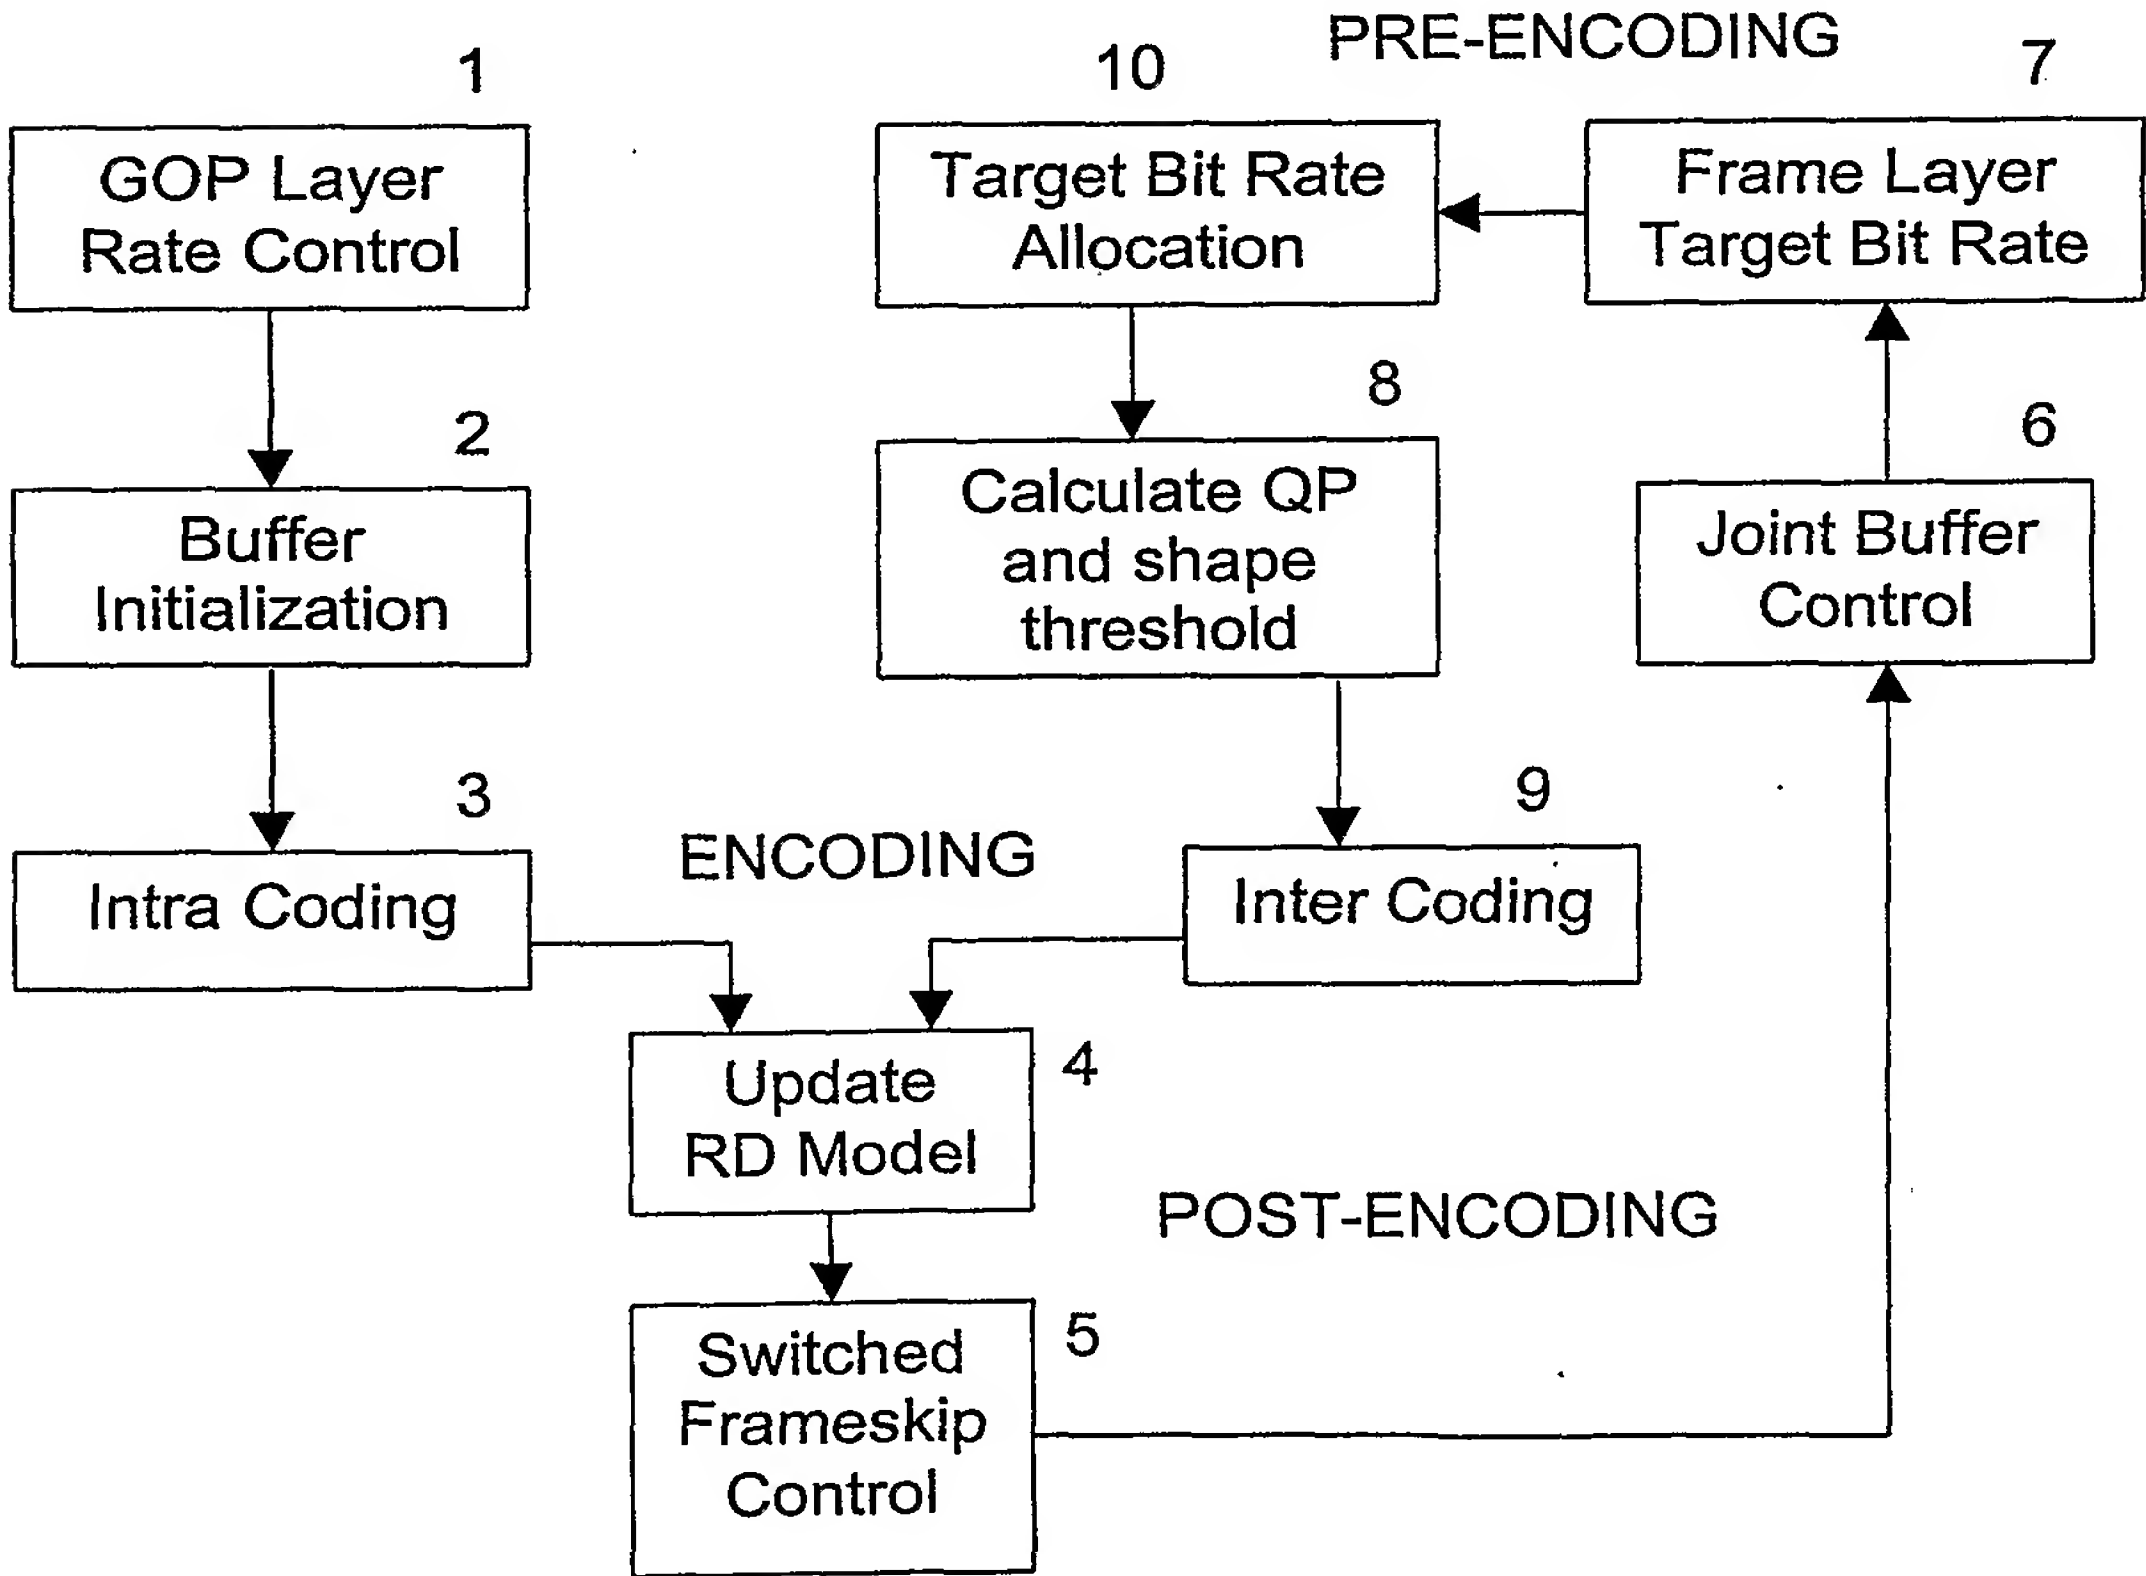 PRE-ENCODING
1
GOP Layer
Rate Control
10
Target Bit Rate
Allocation
7
Frame Layer
Target Bit Rate
2
Buffer
Initialization
8
Calculate QP
and shape
threshold
6
Joint Buffer
Control
3
Intra Coding
ENCODING
9
Inter Coding
4
Update
RD Model
POST-ENCODING
5
Switched
Frameskip
Control